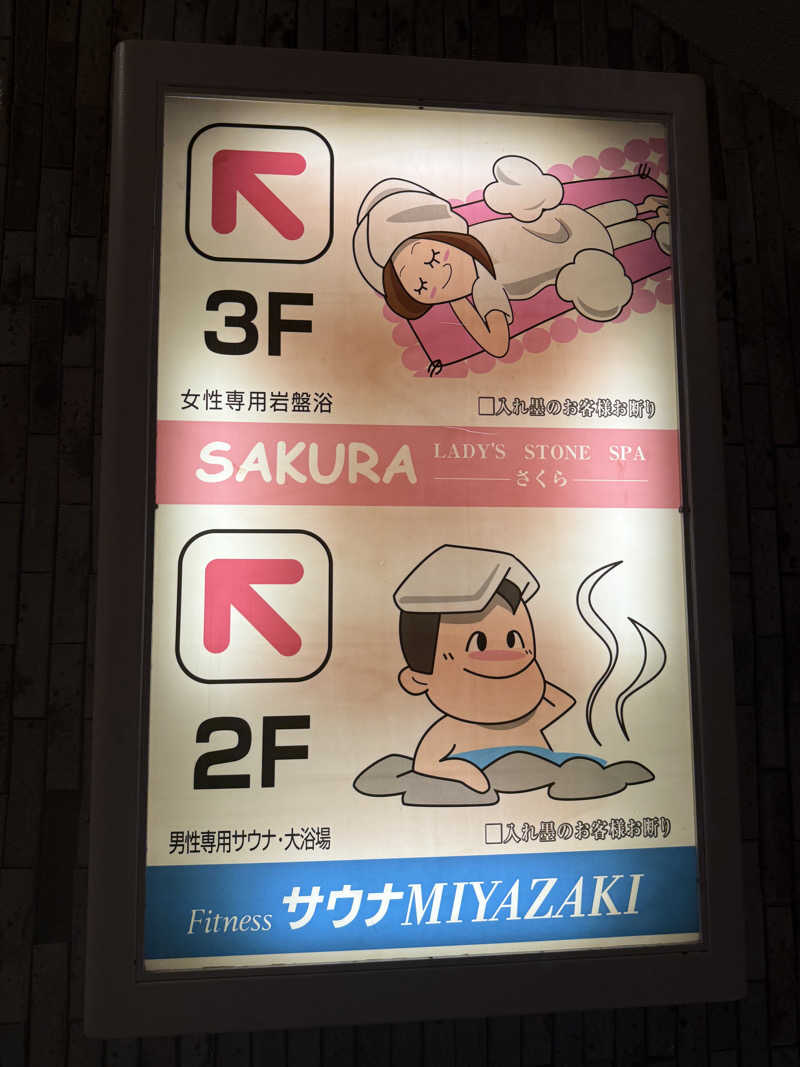 3F
女性専用岩盤浴
□入れ墨のお客様お断り
SAKURA
LADY'S STONE SPA
さくら
2F
男性専用サウナ・大浴場
□入れ墨のお客様お断り
Fitness サウナMIYAZAKI